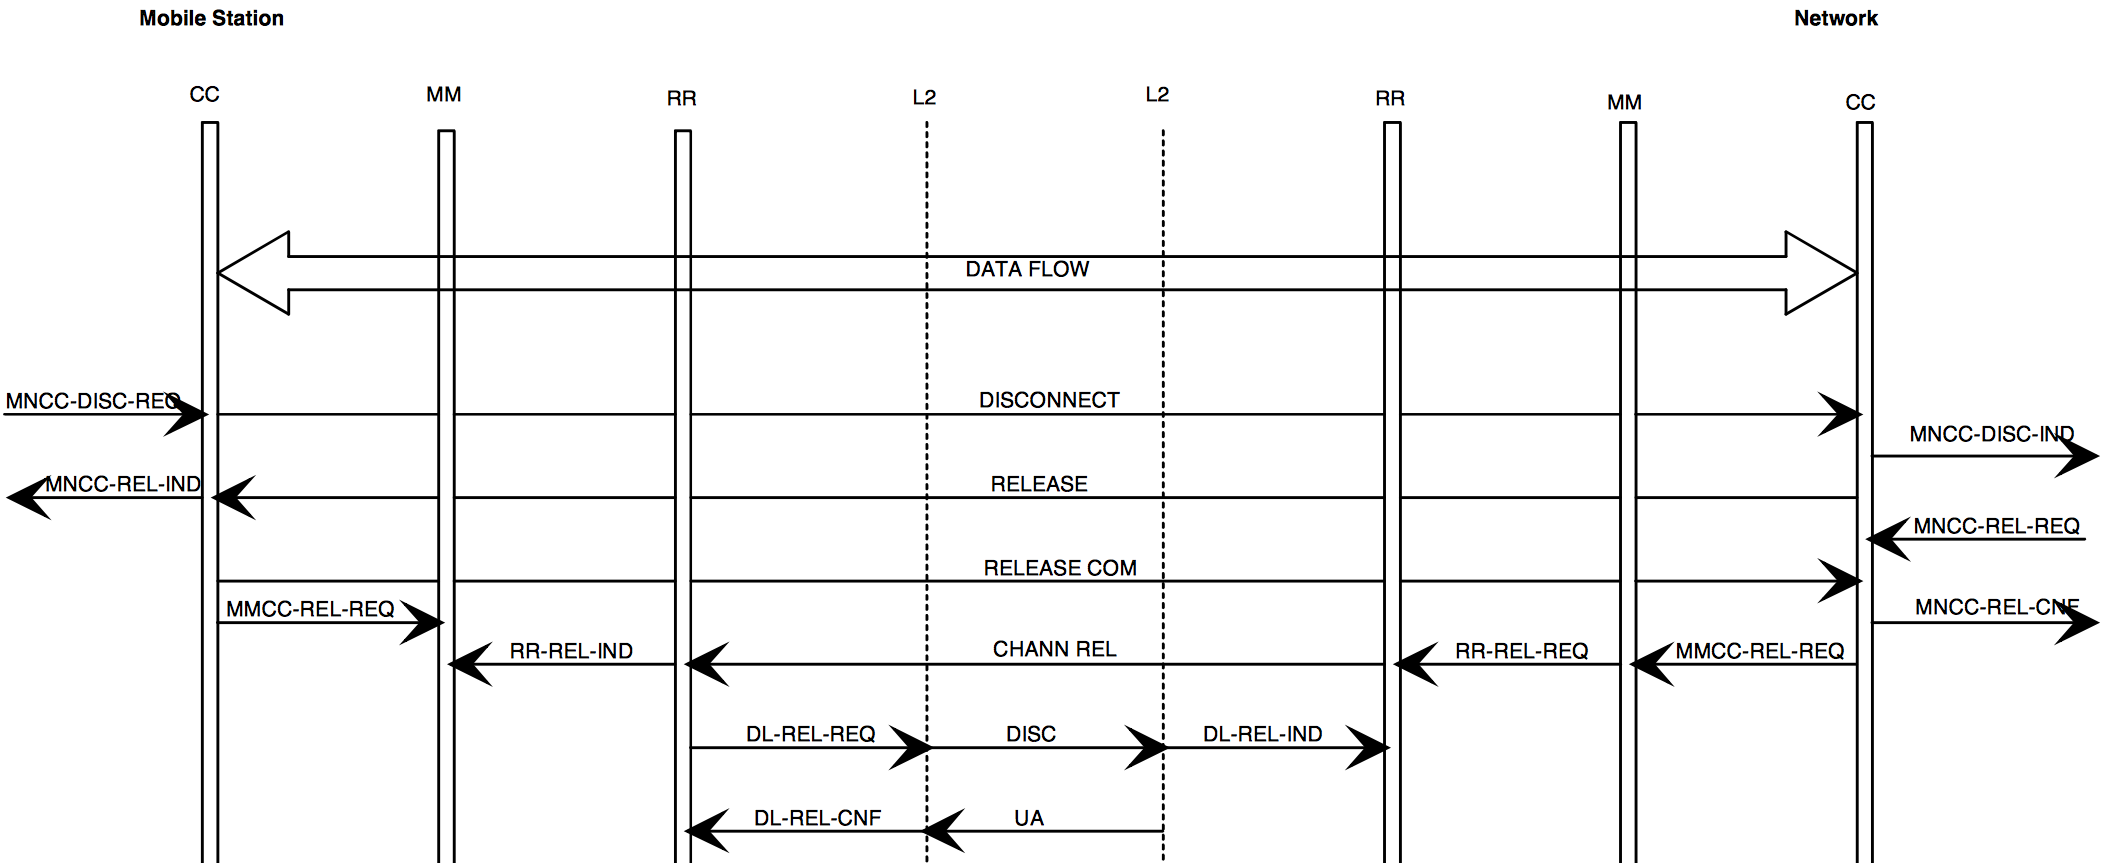 Mobile Station Network
CC MM RR L2 L2 RR MM CC
DATA FLOW
MNCC-DISC-REQ DISCONNECT
MNCC-DISC-IND
MNCC-REL-IND RELEASE
MNCC-REL-REQ
RELEASE COM
MMCC-REL-REQ MNCC-REL-CNF
RR-REL-IND CHANN REL RR-REL-REQ MMCC-REL-REQ
DL-REL-REQ DISC DL-REL-IND
DL-REL-CNF UA